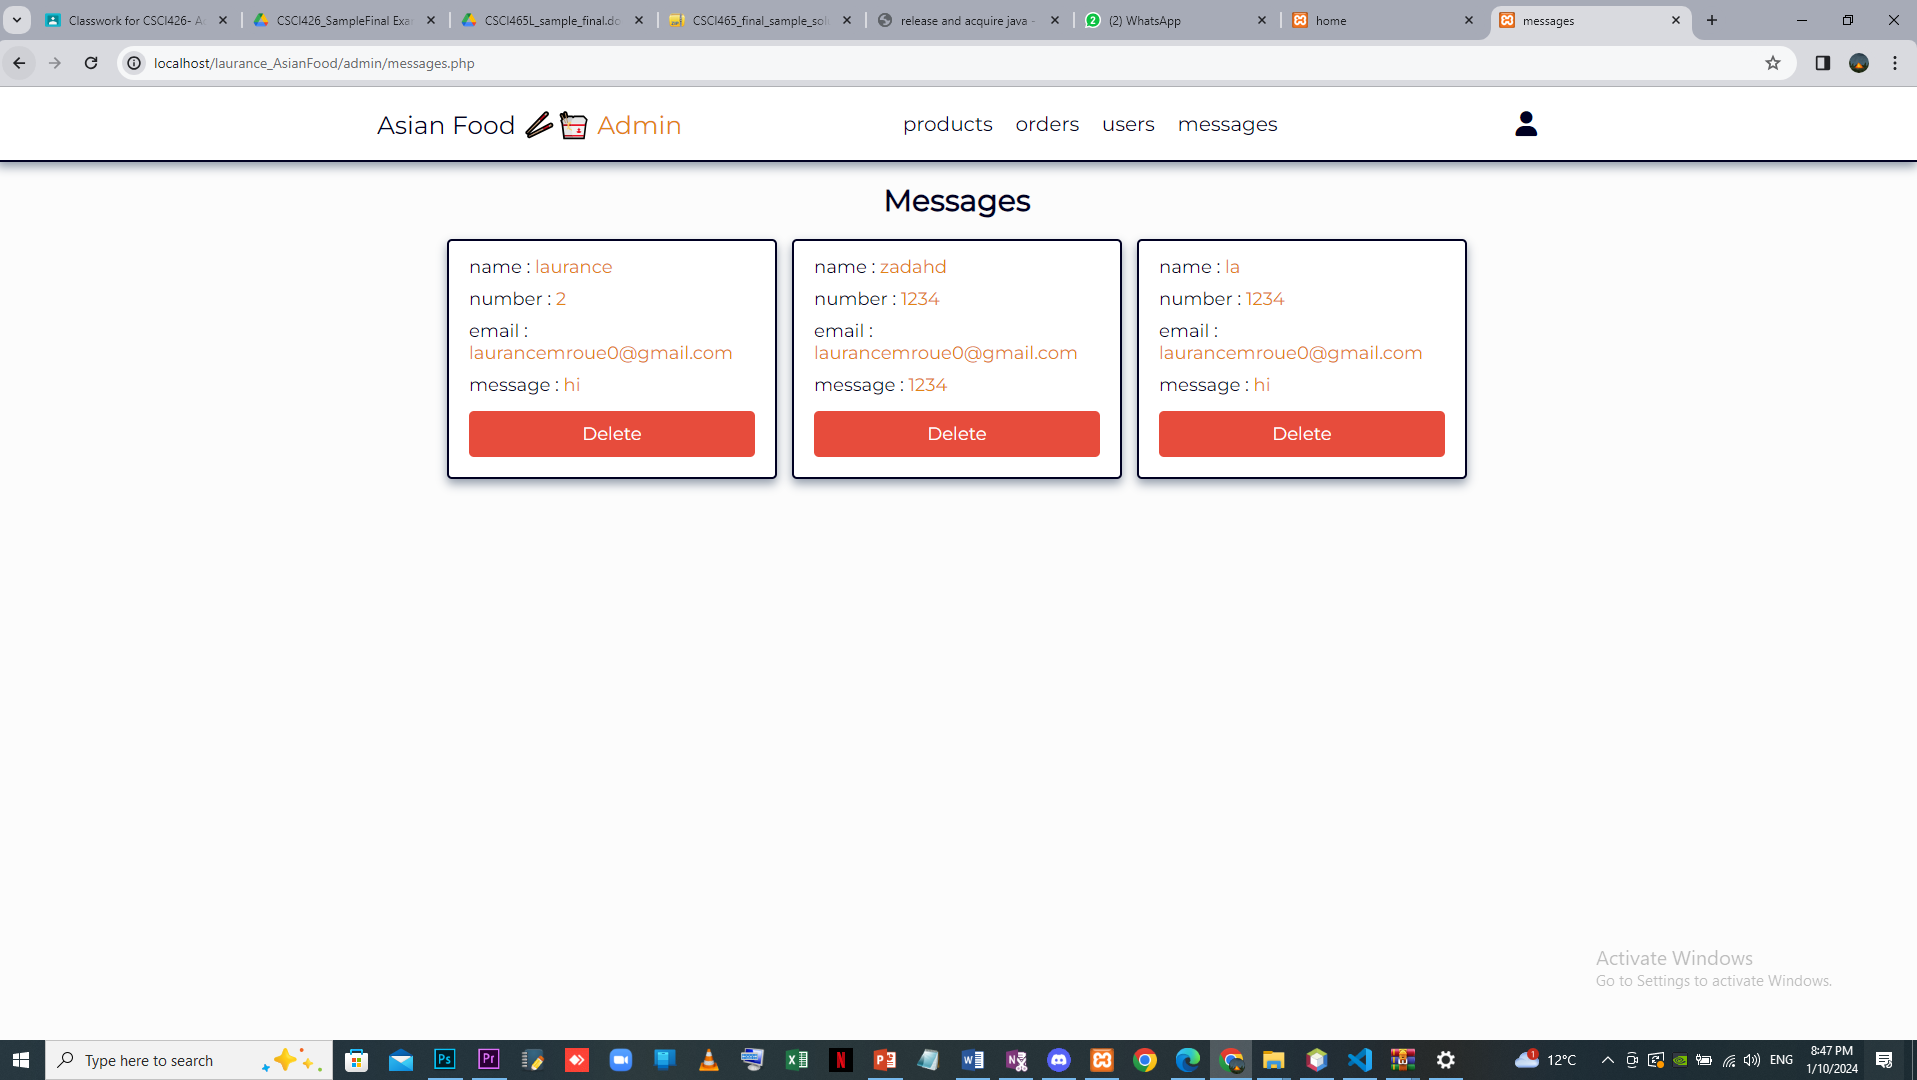 Classwork for CSCI426- A
CSCI426_SampleFinal Exa
CSCI465L_sample_final.do
CSCI465_final_sample_sol
release and acquire java -
(2) WhatsApp
home
messages
localhost/laurance_AsianFood/admin/messages.php
Asian Food Admin
products orders users messages
Messages
name : laurance
number : 2
email :
laurancemroue0@gmail.com
message : hi
Delete
name : zadahd
number : 1234
email :
laurancemroue0@gmail.com
message : 1234
Delete
name : la
number : 1234
email :
laurancemroue0@gmail.com
message : hi
Delete
Activate Windows
Go to Settings to activate Windows.
Type here to search
Ps
Pr
12°C
ENG
8:47 PM
1/10/2024